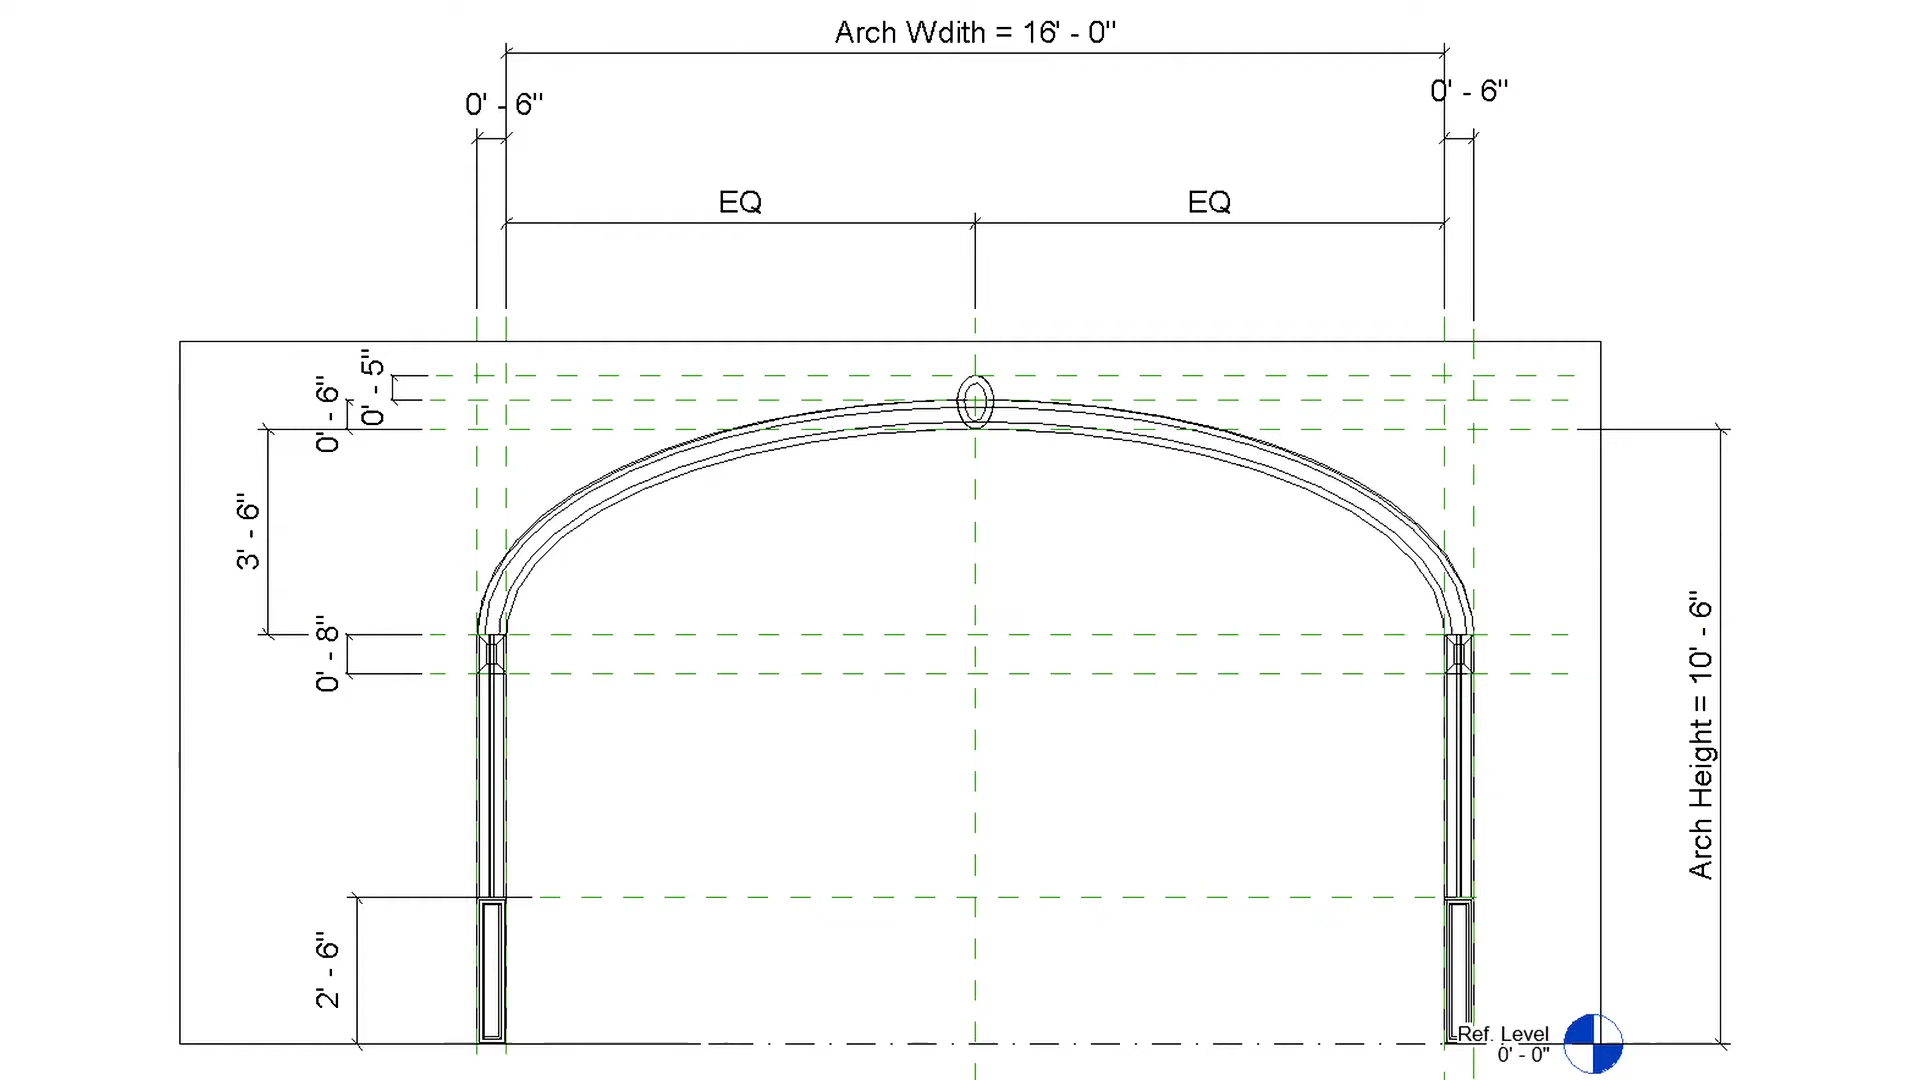 Arch Wdith = 16' - 0"
0' - 6"
0' - 6"
EQ
EQ
0' - 5"
0' - 6"
3' - 6"
0' - 8"
Arch Height = 10' - 6"
2' - 6"
Ref. Level
0' - 0"